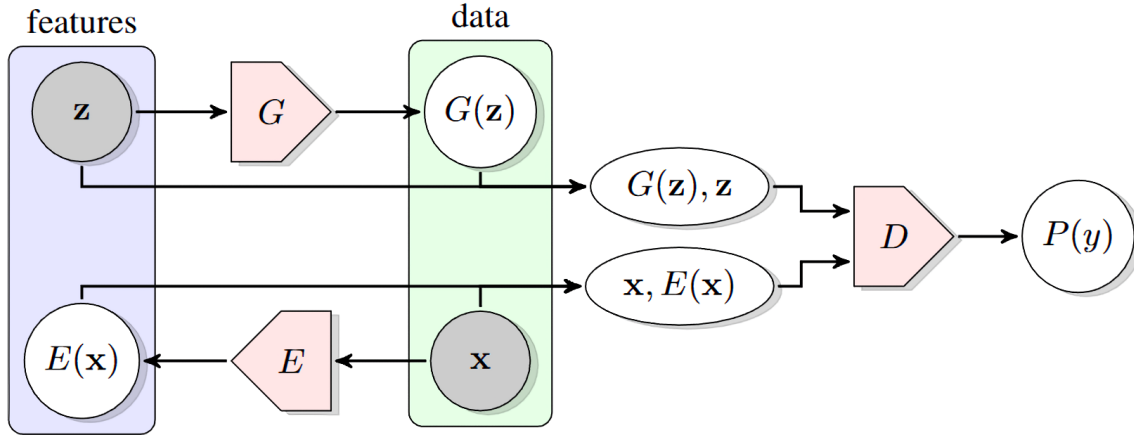 features
data
z
G
G(z)
G(z), z
D
P(y)
x, E(x)
E(x)
E
x